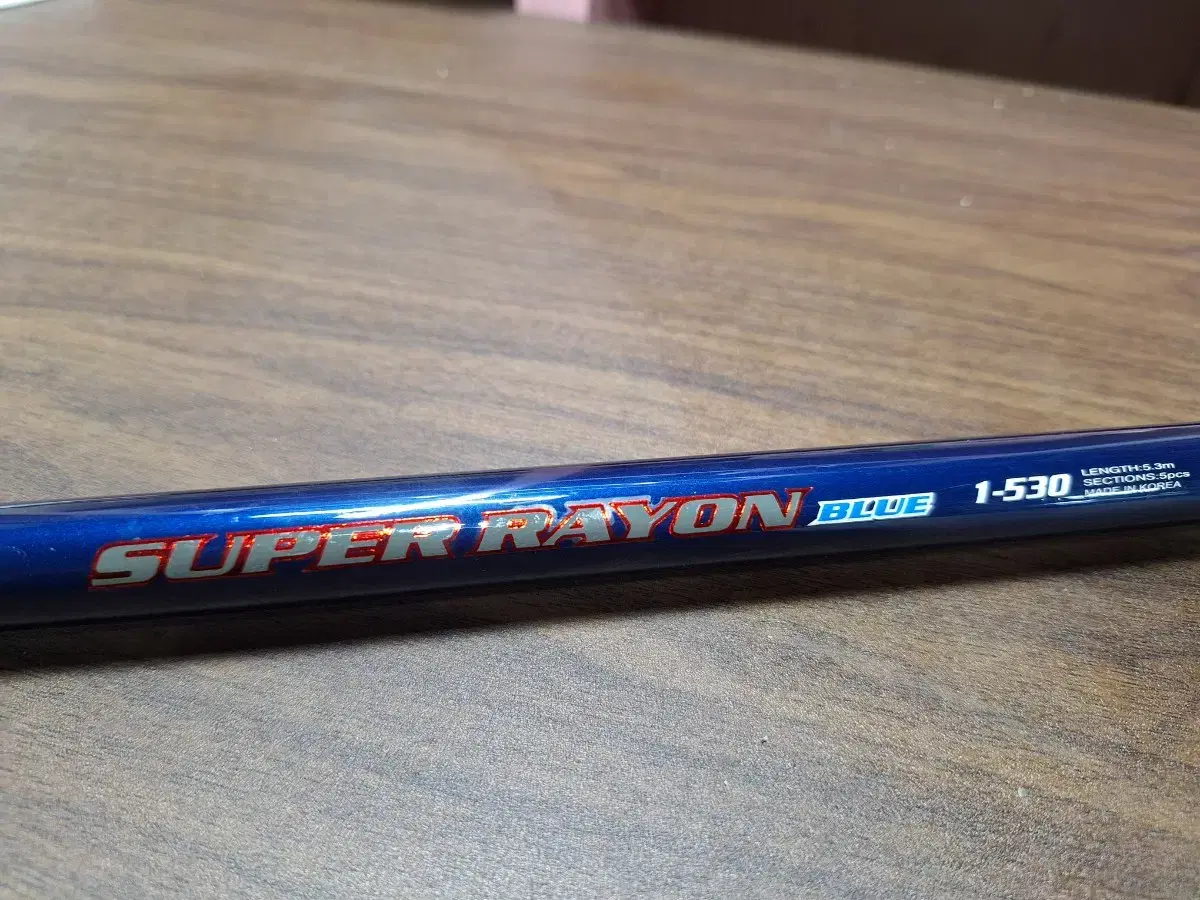 SUPER RAYON BLUE 1-530
LENGTH:5.3m
SECTIONS:5pcs
MADE IN KOREA